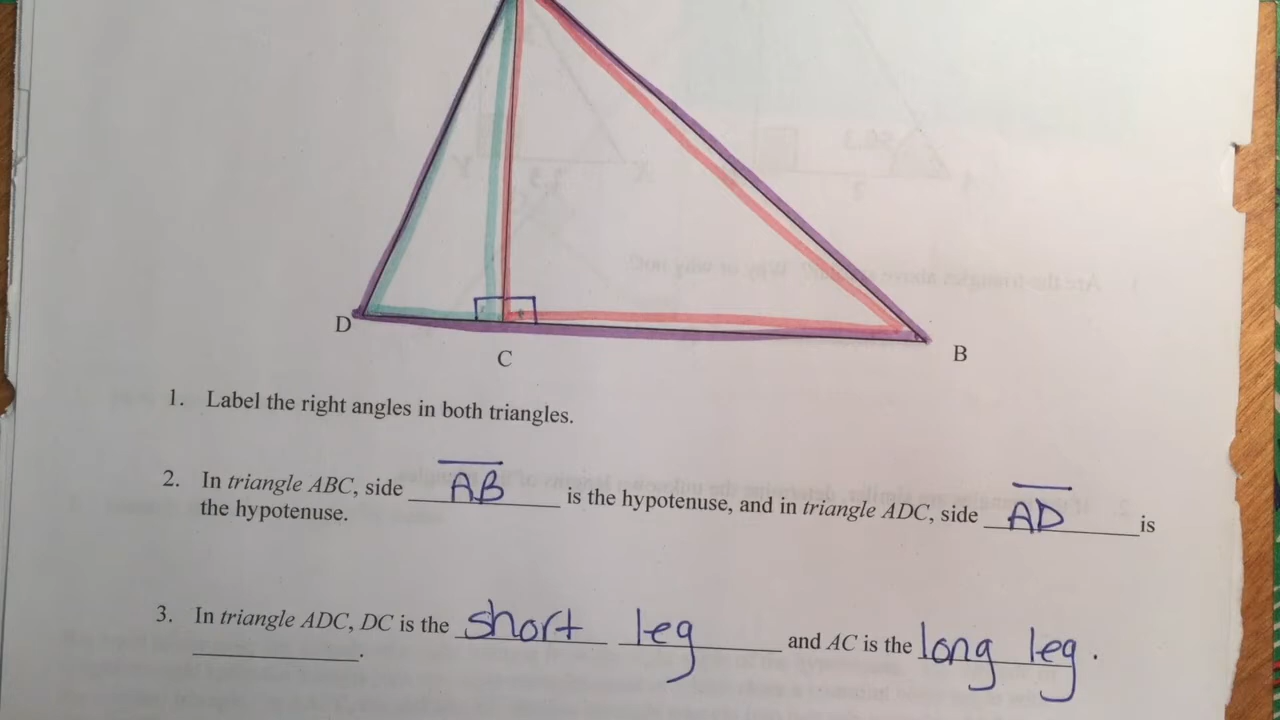 D
C
B
1. Label the right angles in both triangles.
2. In triangle ABC, side AB is the hypotenuse, and in triangle ADC, side AD is
the hypotenuse.
3. In triangle ADC, DC is the short leg and AC is the long leg.
.